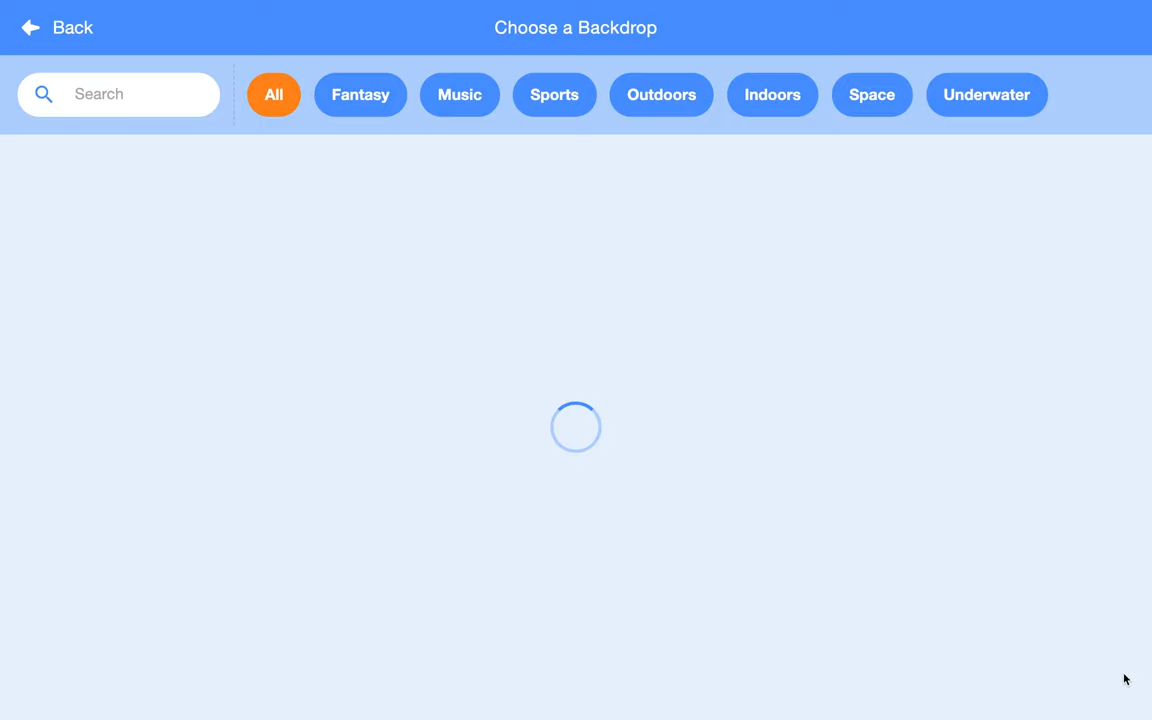 Back
Choose a Backdrop
Search
All
Fantasy
Music
Sports
Outdoors
Indoors
Space
Underwater